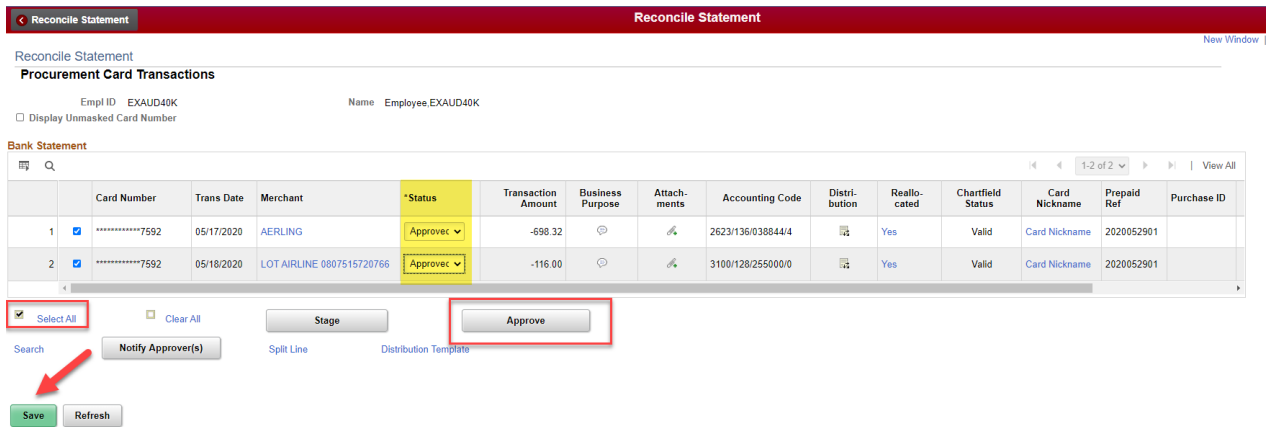 Reconcile Statement
Reconcile Statement
New Window |
Reconcile Statement
Procurement Card Transactions
Empl ID EXAUD40K Name Employee,EXAUD40K
Display Unmasked Card Number
Bank Statement
1-2 of 2 | View All
Card Number Trans Date Merchant *Status Transaction Amount Business Purpose Attach-ments Accounting Code Distri-bution Reallo-cated Chartfield Status Card Nickname Prepaid Ref Purchase ID
1 ************7592 05/17/2020 AERLING Approved -698.32 2623/136/038844/4 Yes Valid Card Nickname 2020052901
2 ************7592 05/18/2020 LOT AIRLINE 0807515720766 Approved -116.00 3100/128/255000/0 Yes Valid Card Nickname 2020052901
Select All Clear All Stage Approve
Search Notify Approver(s) Split Line Distribution Template
Save Refresh